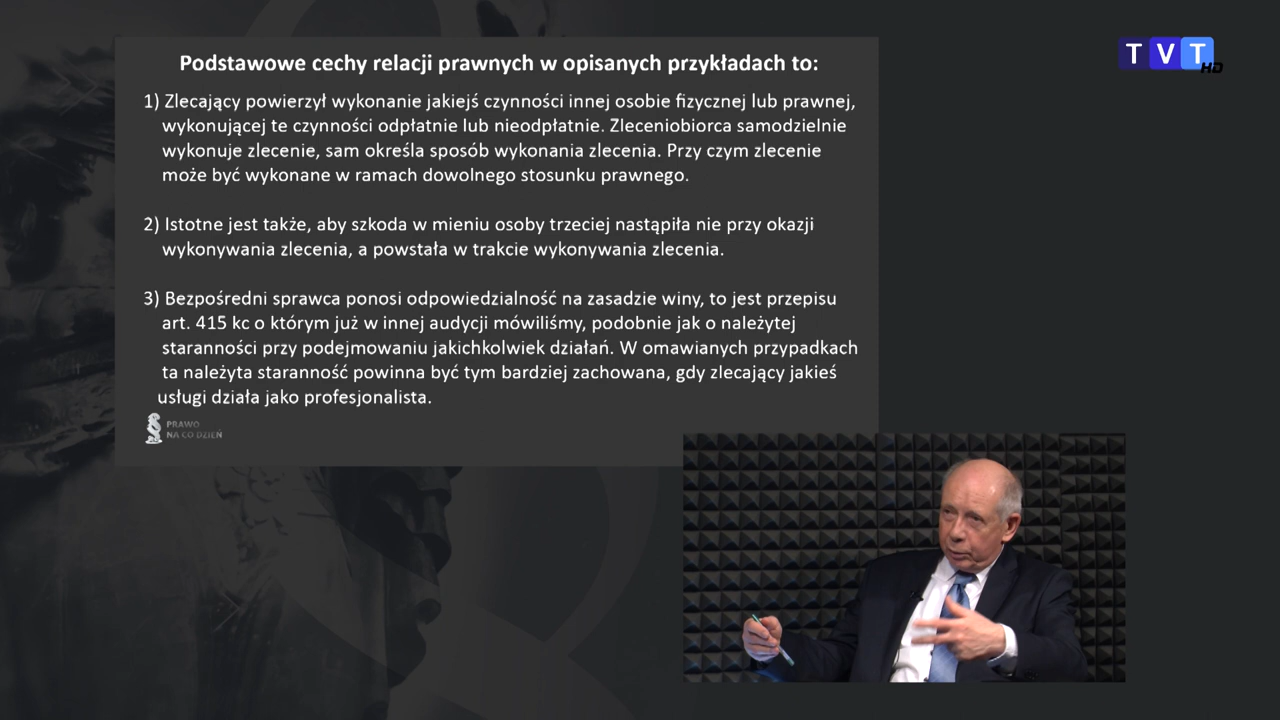 Podstawowe cechy relacji prawnych w opisanych przykładach to:
1) Zlecający powierzył wykonanie jakiejś czynności innej osobie fizycznej lub prawnej,
wykonującej te czynności odpłatnie lub nieodpłatnie. Zleceniobiorca samodzielnie
wykonuje zlecenie, sam określa sposób wykonania zlecenia. Przy czym zlecenie
może być wykonane w ramach dowolnego stosunku prawnego.
2) Istotne jest także, aby szkoda w mieniu osoby trzeciej nastąpiła nie przy okazji
wykonywania zlecenia, a powstała w trakcie wykonywania zlecenia.
3) Bezpośredni sprawca ponosi odpowiedzialność na zasadzie winy, to jest przepisu
art. 415 kc o którym już w innej audycji mówiliśmy, podobnie jak o należytej
staranności przy podejmowaniu jakichkolwiek działań. W omawianych przypadkach
ta należyta staranność powinna być tym bardziej zachowana, gdy zlecający jakieś
usługi działa jako profesjonalista.
PRAWO
NA CO DZIEŃ
TVT
HD